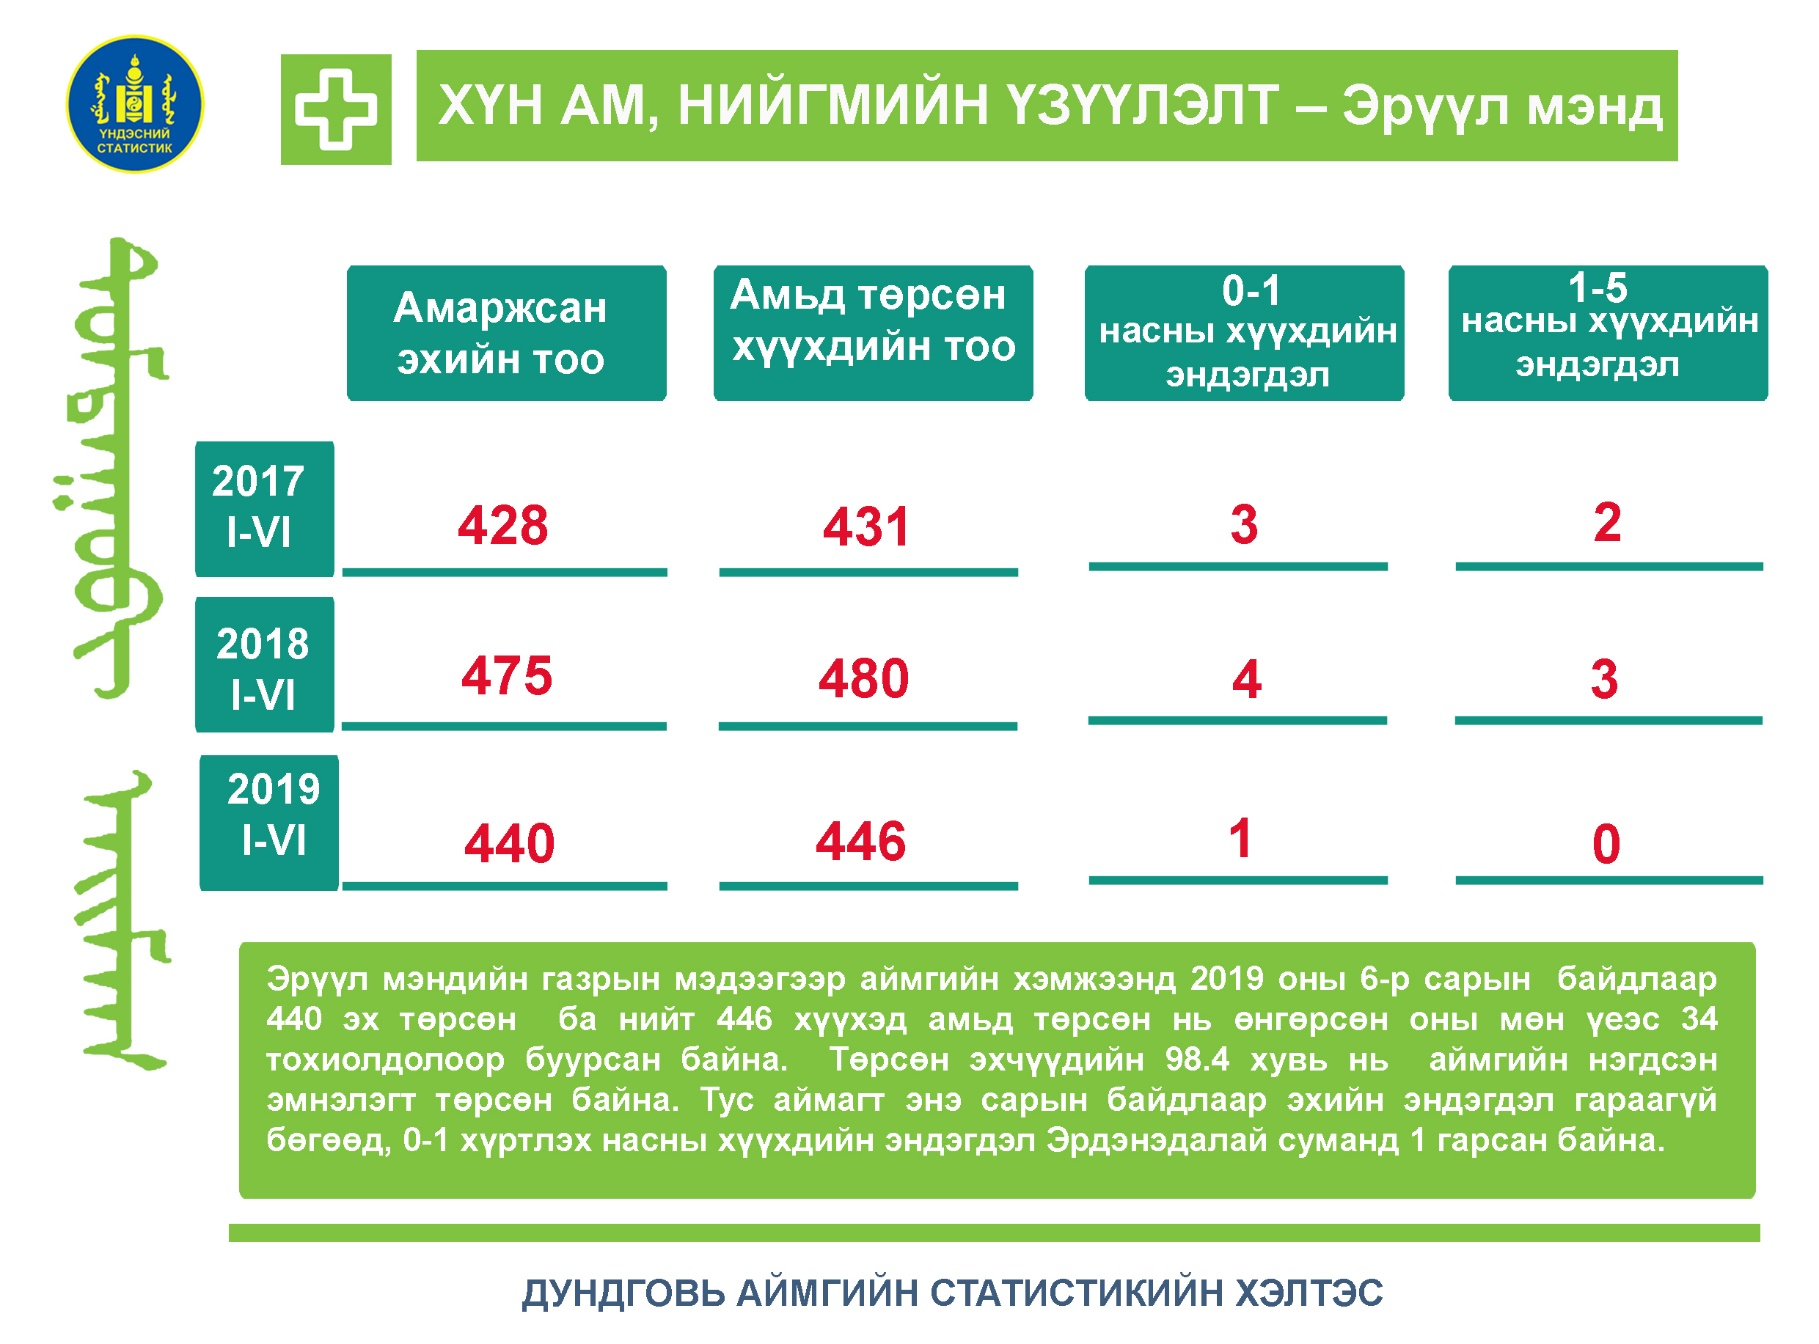 ҮНДЭСНИЙ
СТАТИСТИК
ХҮН АМ, НИЙГМИЙН ҮЗҮҮЛЭЛТ – Эрүүл мэнд
Амаржсан
эхийн тоо
Амьд төрсөн
хүүхдийн тоо
0-1
насны хүүхдийн
эндэгдэл
1-5
насны хүүхдийн
эндэгдэл
2017
I-VI
428
431
3
2
2018
I-VI
475
480
4
3
2019
I-VI
440
446
1
0
Эрүүл мэндийн газрын мэдээгээр аймгийн хэмжээнд 2019 оны 6-р сарын байдлаар
440 эх төрсөн ба нийт 446 хүүхэд амьд төрсөн нь өнгөрсөн оны мөн үеэс 34
тохиолдолоор буурсан байна. Төрсөн эхчүүдийн 98.4 хувь нь аймгийн нэгдсэн
эмнэлэгт төрсөн байна. Тус аймагт энэ сарын байдлаар эхийн эндэгдэл гараагүй
бөгөөд, 0-1 хүртлэх насны хүүхдийн эндэгдэл Эрдэнэдалай суманд 1 гарсан байна.
ДУНДГОВЬ АЙМГИЙН СТАТИСТИКИЙН ХЭЛТЭС